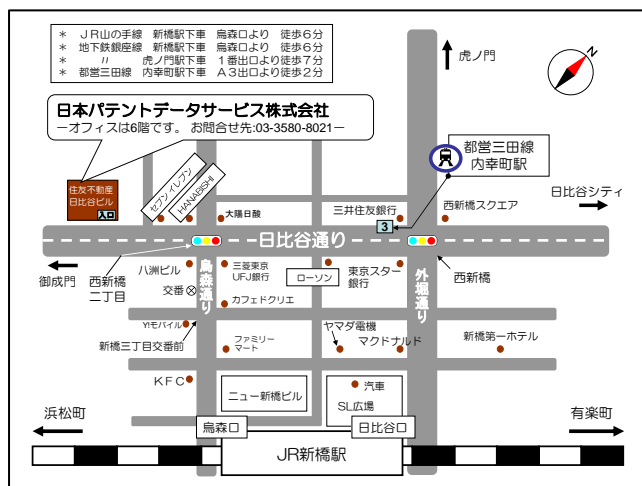 * JR山の手線 新橋駅下車 烏森口より 徒歩6分
* 地下鉄銀座線 新橋駅下車 烏森口より 徒歩6分
* 〃 虎ノ門駅下車 1番出口より徒歩7分
* 都営三田線 内幸町駅下車 A3出口より徒歩2分
虎ノ門
N
日本パテントデータサービス株式会社
ーオフィスは6階です。 お問合せ先:03-3580-8021ー
都営三田線
内幸町駅
住友不動産
日比谷ビル
入口
セブンイレブン
HANABISHI
大陽日酸
三井住友銀行
3
西新橋スクエア
日比谷シティ
日比谷通り
御成門
西新橋
二丁目
八洲ビル
交番
烏森通り
三菱東京
UFJ銀行
ローソン
東京スター
銀行
外堀通り
西新橋
カフェドクリエ
Y!モバイル
新橋三丁目交番前
ファミリー
マート
ヤマダ電機
マクドナルド
新橋第一ホテル
KFC
ニュー新橋ビル
汽車
SL広場
浜松町
烏森口
日比谷口
有楽町
JR新橋駅